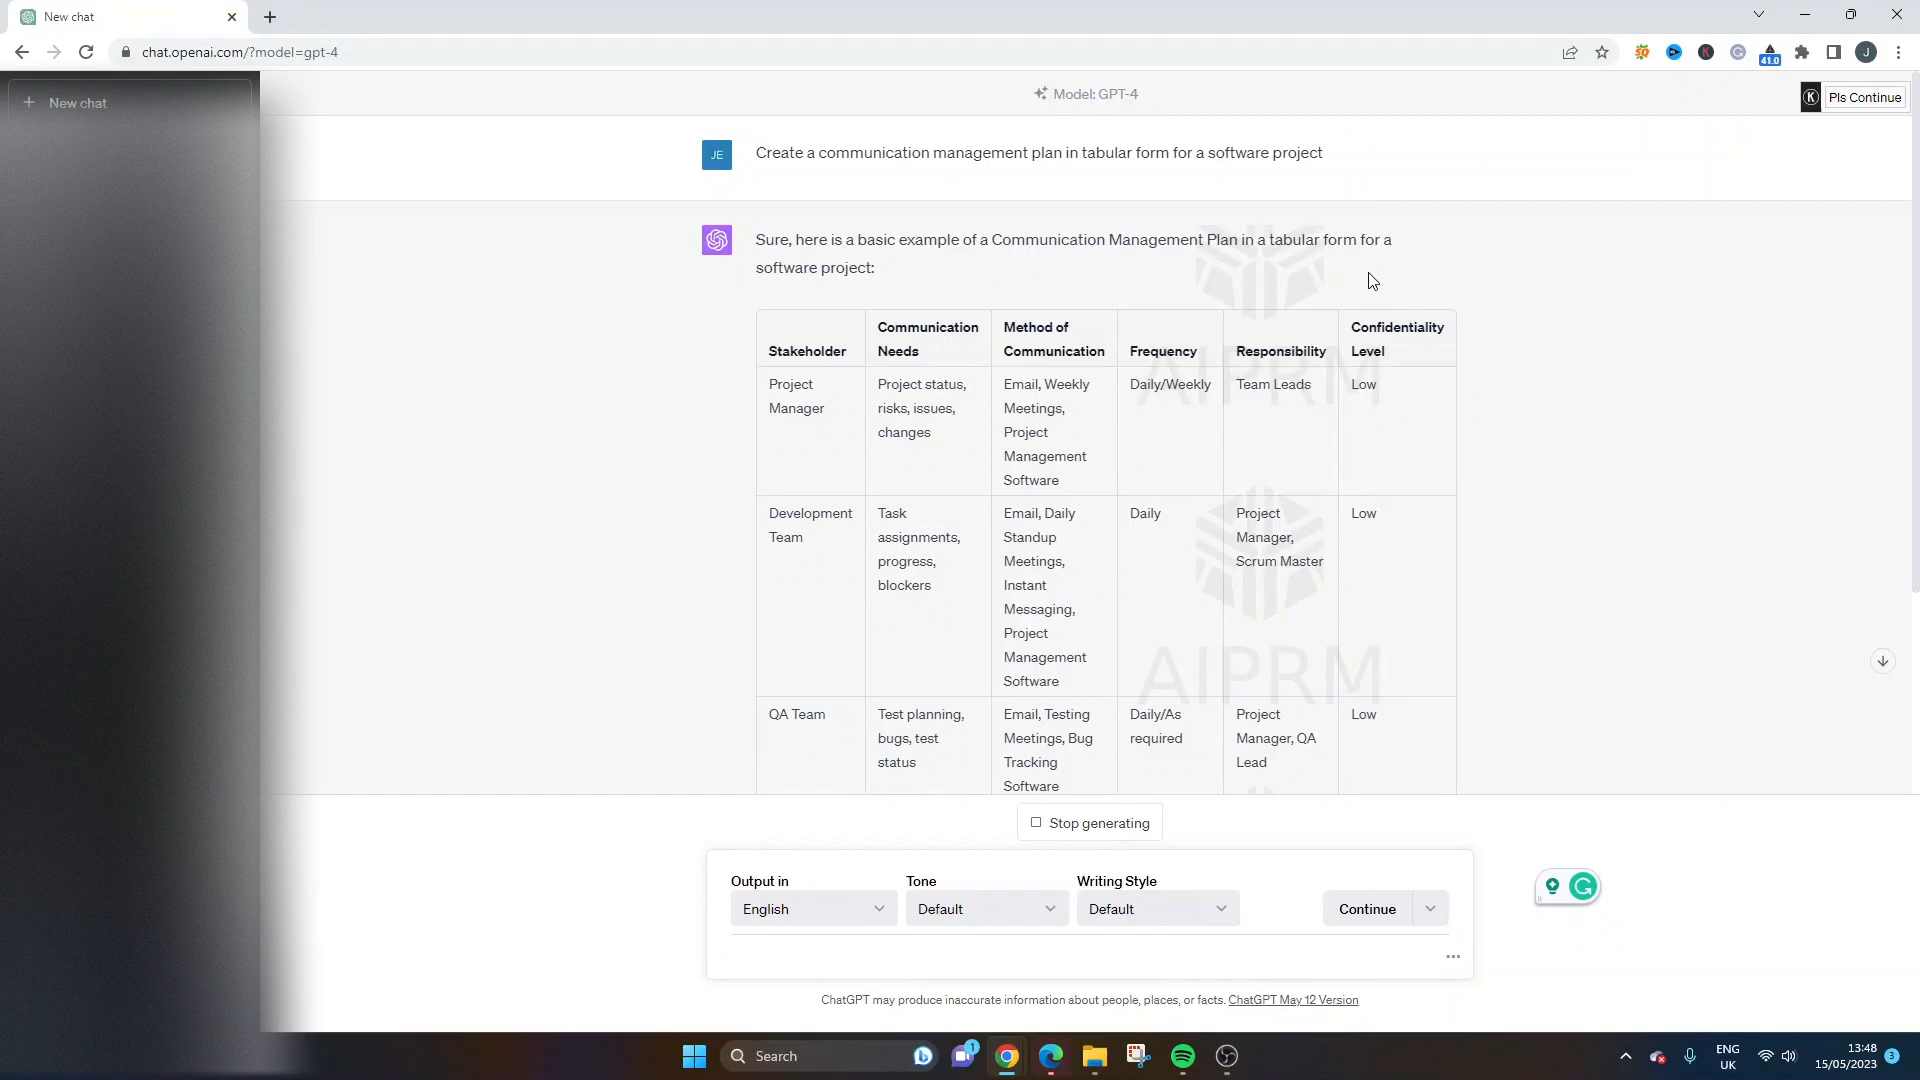 New chat
chat.openai.com/?model=gpt-4
41.0
J
New chat
Model: GPT-4
K
Pls Continue
JE
Create a communication management plan in tabular form for a software project
Sure, here is a basic example of a Communication Management Plan in a tabular form for a
software project:
Stakeholder
Communication
Needs
Method of
Communication
Frequency
Responsibility
Confidentiality
Level
Project
Manager
Project status,
risks, issues,
changes
Email, Weekly
Meetings,
Project
Management
Software
Daily/Weekly
Team Leads
Low
Development
Team
Task
assignments,
progress,
blockers
Email, Daily
Standup
Meetings,
Instant
Messaging,
Project
Management
Software
Daily
Project
Manager,
Scrum Master
Low
QA Team
Test planning,
bugs, test
status
Email, Testing
Meetings, Bug
Tracking
Software
Daily/As
required
Project
Manager, QA
Lead
Low
AIPRM
AIPRM
Stop generating
Output in
Tone
Writing Style
English
Default
Default
Continue
ChatGPT may produce inaccurate information about people, places, or facts. ChatGPT May 12 Version
Search
1
ENG
UK
13:48
15/05/2023
3